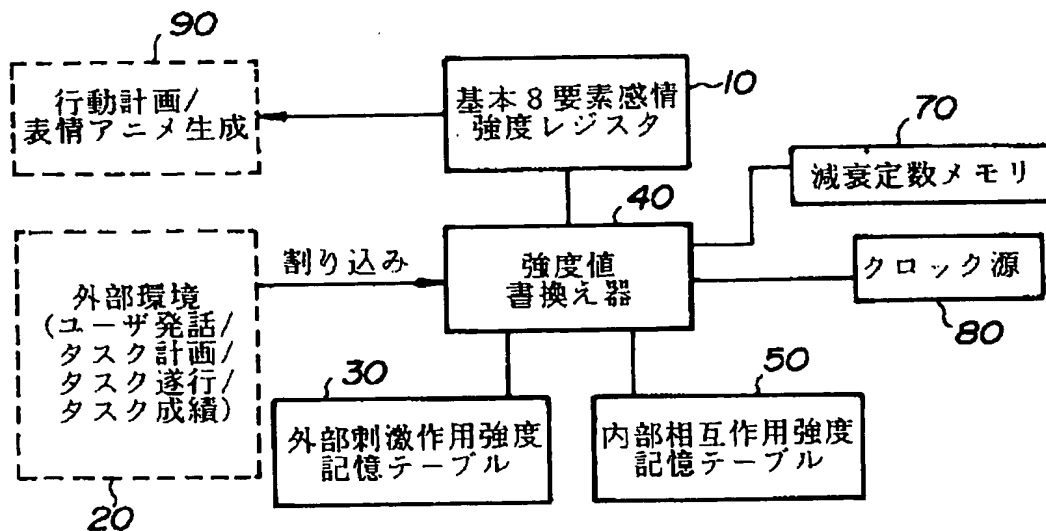 90
行動計画/
表情アニメ生成
基本8要素感情
強度レジスタ
10
70
減衰定数メモリ
40
強度値
書換え器
割り込み
クロック源
80
外部環境
(ユーザ発話/
タスク計画/
タスク遂行/
タスク成績)
20
30
外部刺激作用強度
記憶テーブル
50
内部相互作用強度
記憶テーブル